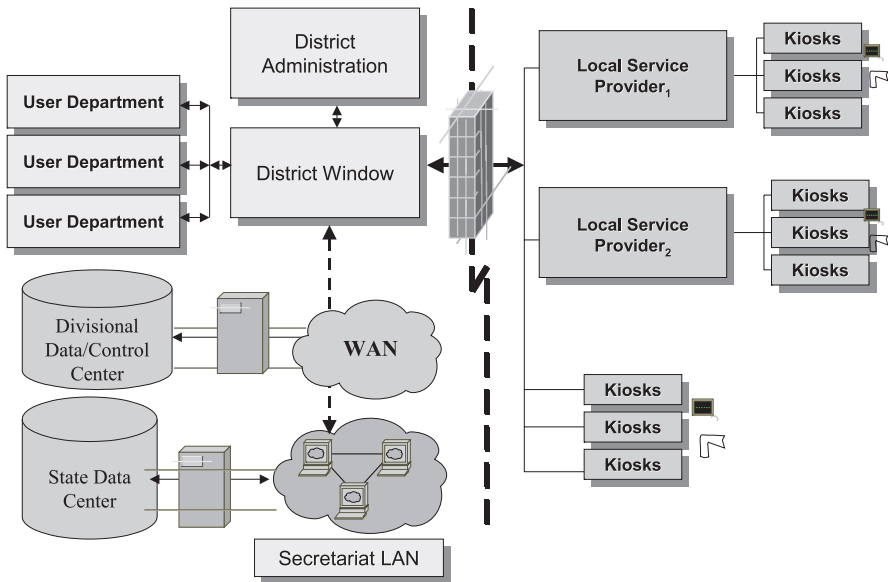 District
Administration
User Department
User Department
User Department
District Window
Divisional
Data/Control
Center
WAN
State Data
Center
Secretariat LAN
Local Service
Provider1
Kiosks
Kiosks
Kiosks
Local Service
Provider2
Kiosks
Kiosks
Kiosks
Kiosks
Kiosks
Kiosks